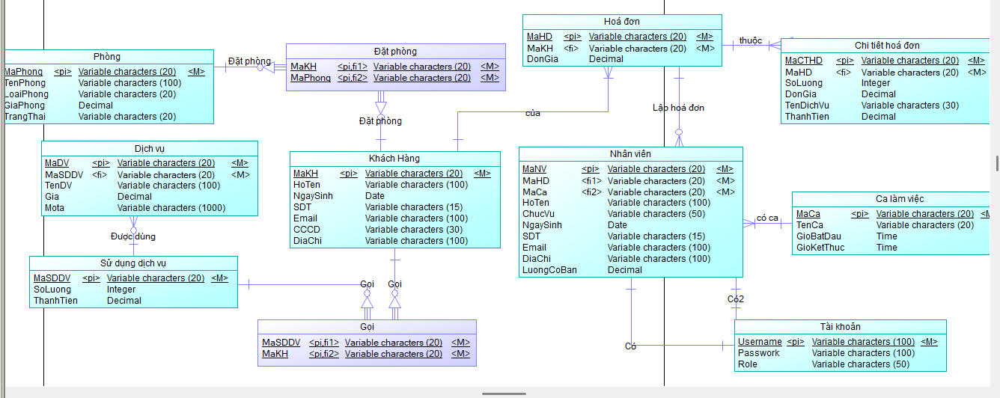 Phòng
MaPhong <pi> Variable characters (20) <M>
TenPhong Variable characters (100)
LoaiPhong Variable characters (20)
GiaPhong Decimal
TrangThai Variable characters (20)
Đặt phòng
Đặt phòng
MaKH <pi,fi1> Variable characters (20) <M>
MaPhong <pi,fi2> Variable characters (20) <M>
Đặt phòng
Hoá đơn
MaHD <pi> Variable characters (20) <M>
MaKH <fi> Variable characters (20) <M>
DonGia Decimal
thuộc
Chi tiêt hoá đơn
MaCTHD <pi> Variable characters (20) <M>
MaHD <fi> Variable characters (20) <M>
SoLuong Integer
DonGia Decimal
TenDichVu Variable characters (30)
ThanhTien Decimal
của
Lập hoá đơn
Dịch vụ
MaDV <pi> Variable characters (20) <M>
MaSDDV <fi> Variable characters (20) <M>
TenDV Variable characters (100)
Gia Decimal
Mota Variable characters (1000)
Được dùng
Khách Hàng
MaKH <pi> Variable characters (20) <M>
HoTen Variable characters (100)
NgaySinh Date
SDT Variable characters (15)
Email Variable characters (100)
CCCD Variable characters (30)
DiaChi Variable characters (100)
Nhân viên
MaNV <pi> Variable characters (20) <M>
MaHD <fi1> Variable characters (20) <M>
MaCa <fi2> Variable characters (20) <M>
HoTen Variable characters (100)
ChucVu Variable characters (50)
NgaySinh Date
SDT Variable characters (15)
Email Variable characters (100)
DiaChi Variable characters (100)
LuongCoBan Decimal
có ca
Ca làm việc
MaCa <pi> Variable characters (20)
TenCa Variable characters (20)
GioBatDau Time
GioKetThuc Time
Sử dụng dịch vụ
MaSDDV <pi> Variable characters (20) <M>
SoLuong Integer
ThanhTien Decimal
Gọi
Gọi
Gọi
MaSDDV <pi,fi1> Variable characters (20) <M>
MaKH <pi,fi2> Variable characters (20) <M>
Có2
Có
Tài khoản
Username <pi> Variable characters (100) <M>
Passwork Variable characters (100)
Role Variable characters (50)